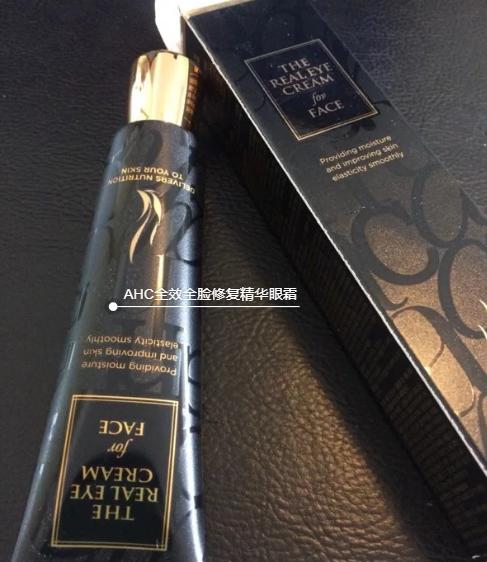 THE
REAL EYE
CREAM
for
FACE
Providing moisture
and improving skin
elasticity smoothly
DELIVERS NUTRITION
TO YOUR SKIN
AHC全效全脸修复精华眼霜
Providing moisture
and improving skin
elasticity smoothly
THE
REAL EYE
CREAM
for
FACE